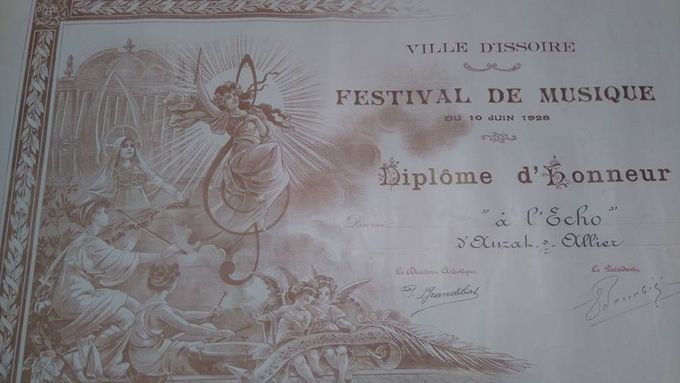 VILLE D'ISSOIRE
FESTIVAL DE MUSIQUE
DU 10 JUIN 1928
Diplôme d'Honneur
"à l'Echo"
d'Auzat s/ Allier
Le Directeur Artistique,
Le Président,